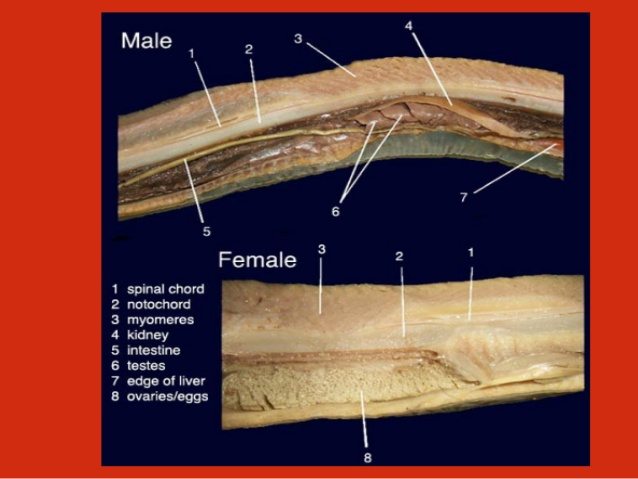 Male
1
2
3
4
5
6
7
Female
3
2
1
1 spinal chord
2 notochord
3 myomeres
4 kidney
5 intestine
6 testes
7 edge of liver
8 ovaries/eggs
8